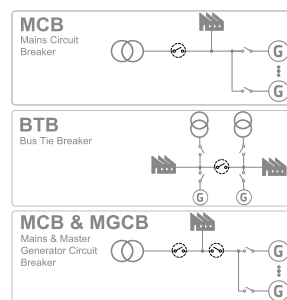 MCB
Mains Circuit
Breaker
G
G
BTB
Bus Tie Breaker
G G
MCB & MGCB
Mains & Master
Generator Circuit
Breaker
G
G